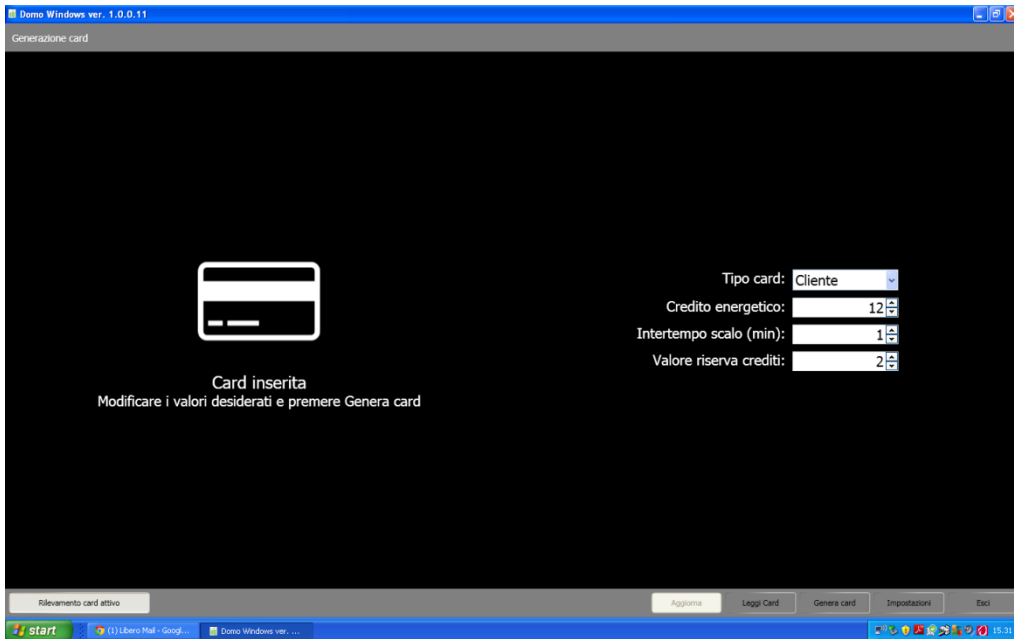 Domo Windows ver. 1.0.0.11
Generazione card
Tipo card: Cliente
Credito energetico: 12
Intertempo scalo (min): 1
Valore riserva crediti: 2
Card inserita
Modificare i valori desiderati e premere Genera card
Rilevamento card attivo
Aggiorna
Leggi Card
Genera card
Impostazioni
Esci
start
(1) Libero Mail - Googl...
Domo Windows ver. ...
15.31